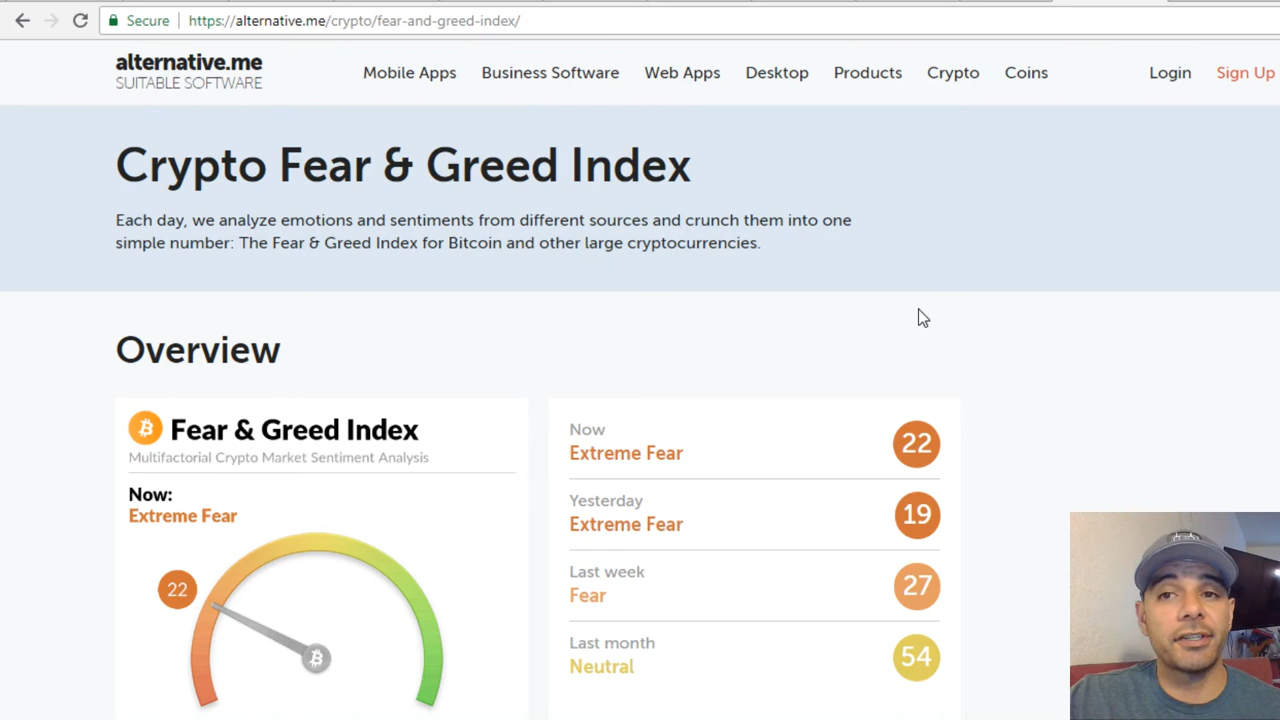 Secure https://alternative.me/crypto/fear-and-greed-index/
alternative.me
SUITABLE SOFTWARE
Mobile Apps Business Software Web Apps Desktop Products Crypto Coins Login Sign Up
Crypto Fear & Greed Index
Each day, we analyze emotions and sentiments from different sources and crunch them into one
simple number: The Fear & Greed Index for Bitcoin and other large cryptocurrencies.
Overview
Fear & Greed Index
Multifactorial Crypto Market Sentiment Analysis
Now:
Extreme Fear
22
Now
Extreme Fear 22
Yesterday
Extreme Fear 19
Last week
Fear 27
Last month
Neutral 54